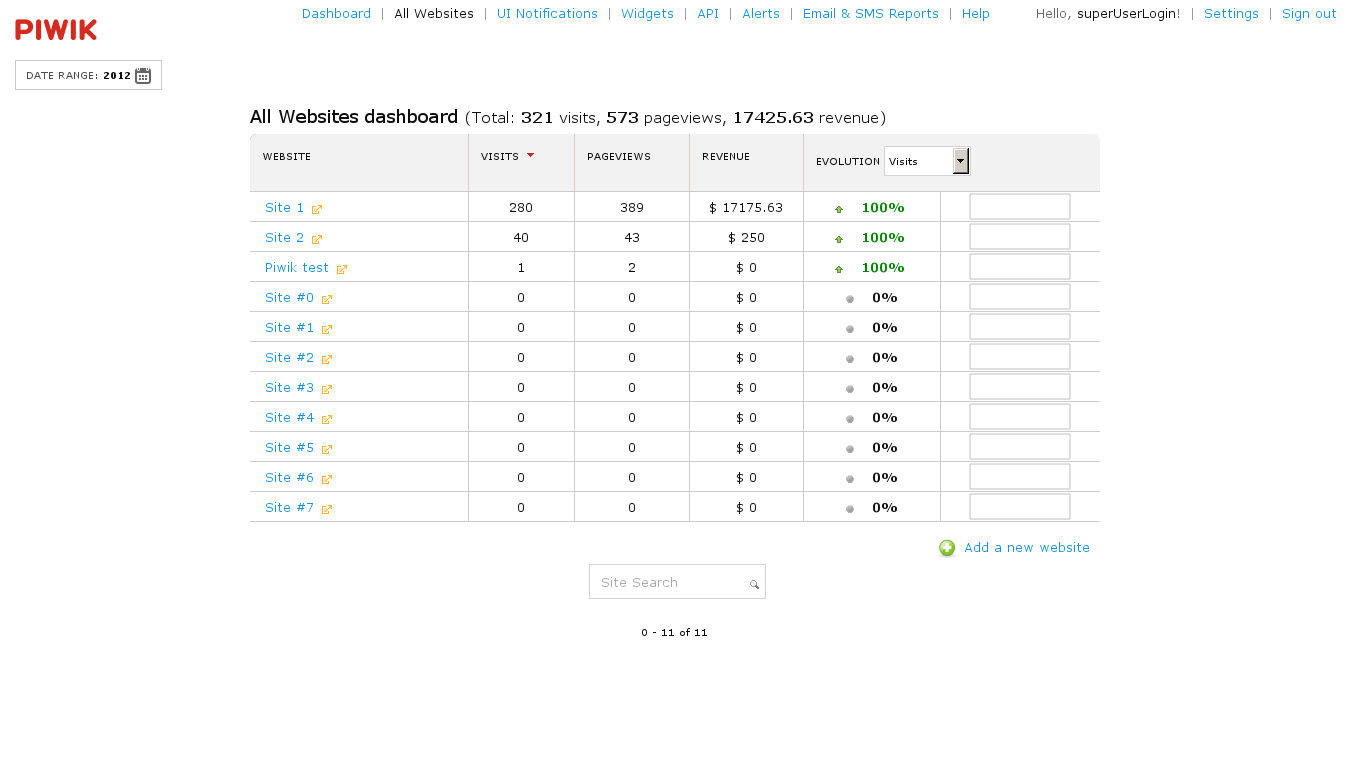 PIWIK
Dashboard | All Websites | UI Notifications | Widgets | API | Alerts | Email & SMS Reports | Help
Hello, superUserLogin! | Settings | Sign out
DATE RANGE: 2012
All Websites dashboard (Total: 321 visits, 573 pageviews, 17425.63 revenue)
WEBSITE VISITS PAGEVIEWS REVENUE EVOLUTION Visits
Site 1 280 389 $ 17175.63 100%
Site 2 40 43 $ 250 100%
Piwik test 1 2 $ 0 100%
Site #0 0 0 $ 0 0%
Site #1 0 0 $ 0 0%
Site #2 0 0 $ 0 0%
Site #3 0 0 $ 0 0%
Site #4 0 0 $ 0 0%
Site #5 0 0 $ 0 0%
Site #6 0 0 $ 0 0%
Site #7 0 0 $ 0 0%
Add a new website
Site Search
0 - 11 of 11